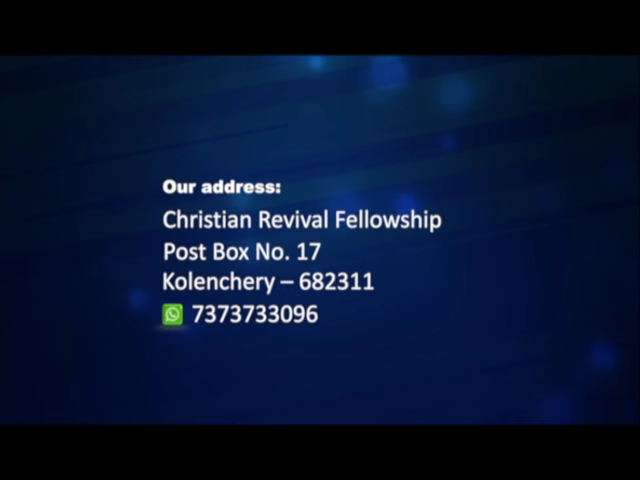 Our address:
Christian Revival Fellowship
Post Box No. 17
Kolenchery – 682311
7373733096